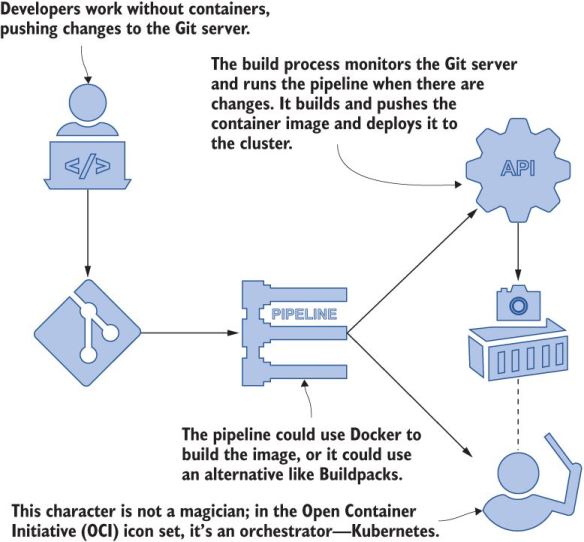 Developers work without containers,
pushing changes to the Git server.
The build process monitors the Git server
and runs the pipeline when there are
changes. It builds and pushes the
container image and deploys it to
the cluster.
</>
API
PIPELINE
The pipeline could use Docker to
build the image, or it could use
an alternative like Buildpacks.
This character is not a magician; in the Open Container
Initiative (OCI) icon set, it's an orchestrator—Kubernetes.